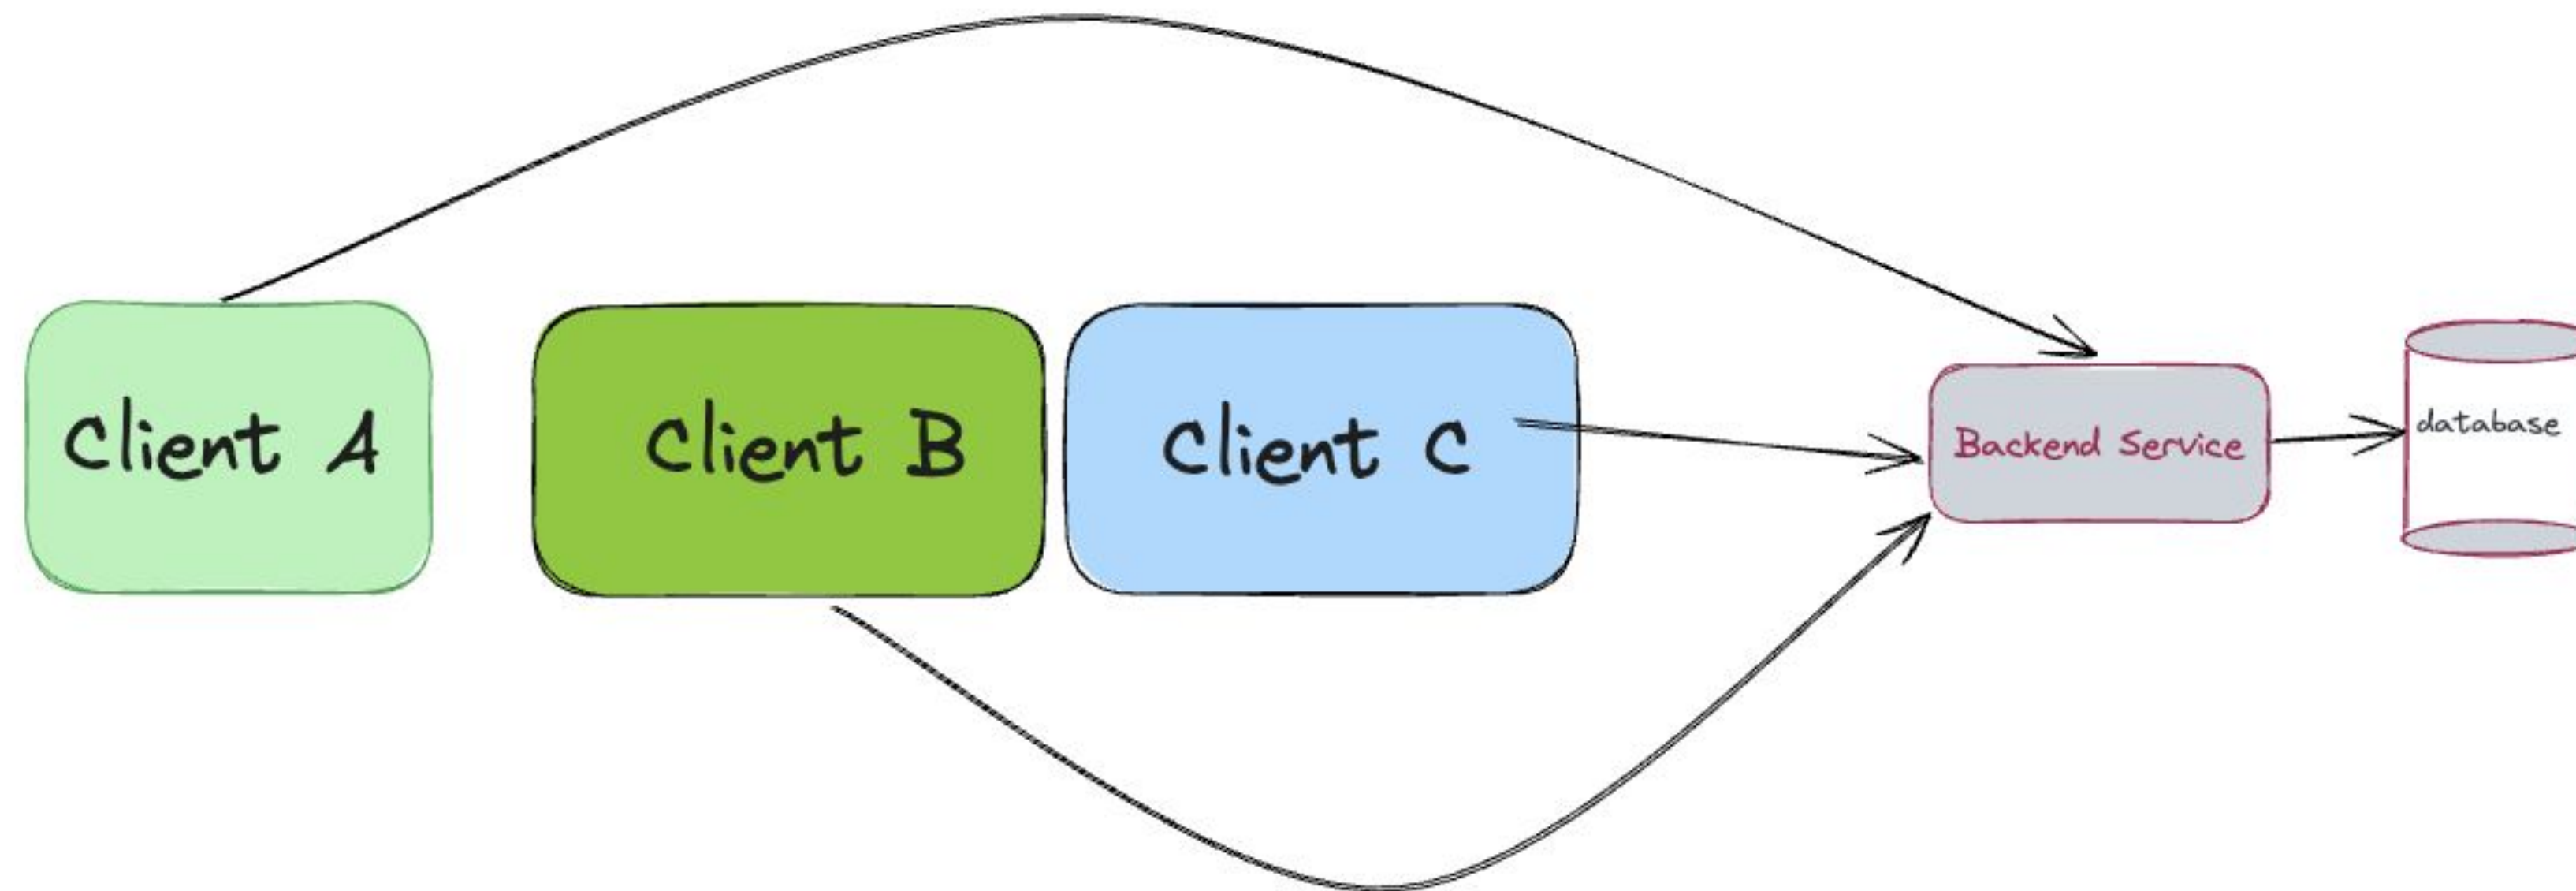 Client A
Client B
Client C
Backend Service
database